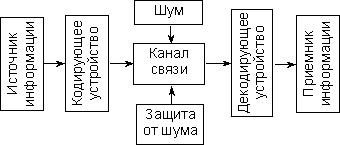 Источник
информации
Кодирующее
устройство
Шум
Канал
связи
Защита
от шума
Декодирующее
устройство
Приемник
информации